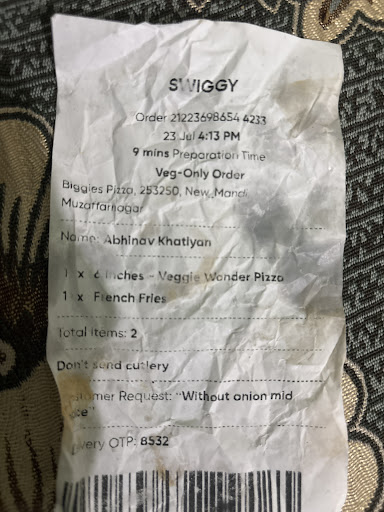 SWIGGY
Order 21223698654 4233
23 Jul 4:13 PM
9 mins Preparation Time
Veg-Only Order
Biggies Pizza, 253250, New Mandi
Muzaffarnagar
Name: Abhinav Khatiyan
1 x 6 Inches - Veggie Wonder Pizza
1 x French Fries
Total items: 2
Don't send cutlery
Customer Request: "Without onion mid
OTP: 8532